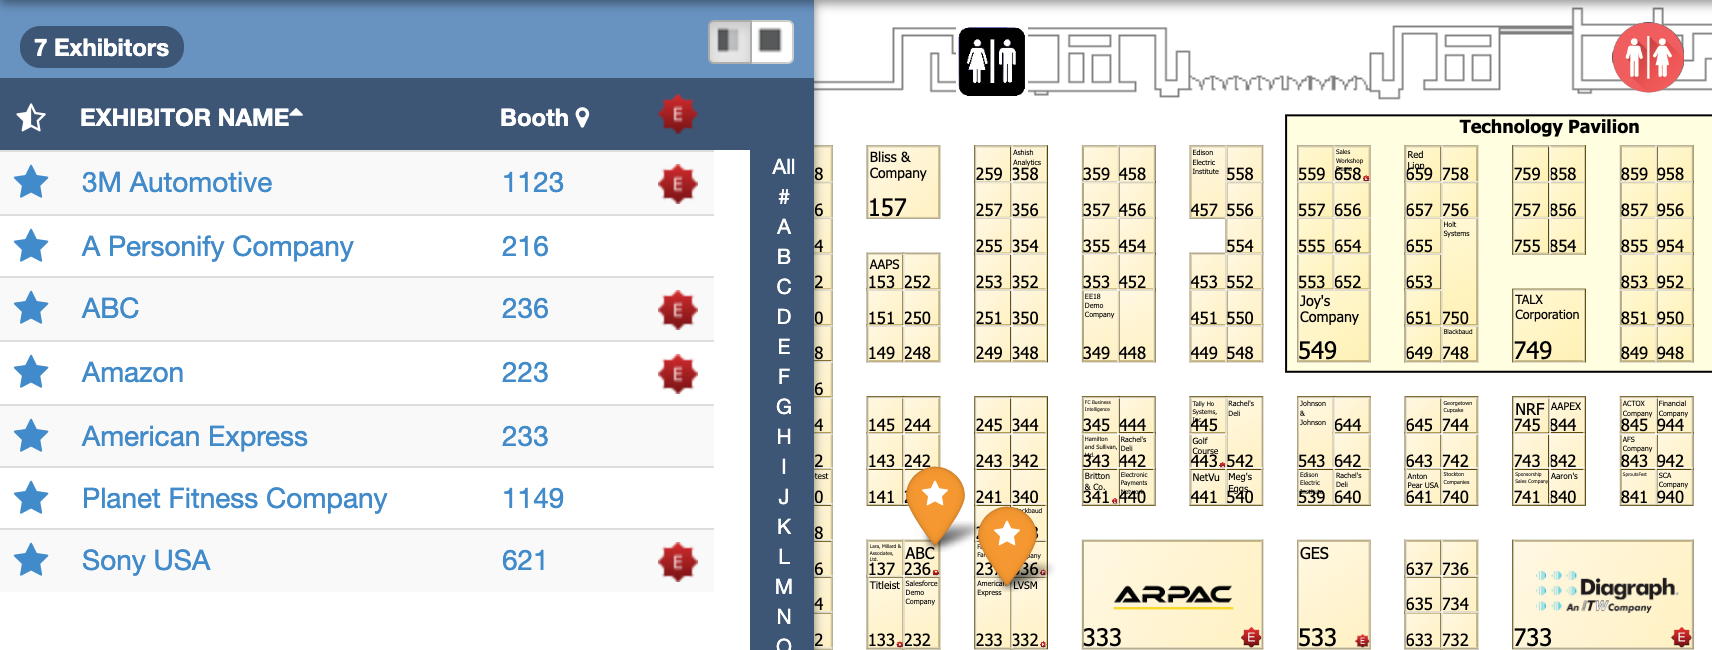 7 Exhibitors
EXHIBITOR NAME Booth E
3M Automotive 1123 E
A Personify Company 216
ABC 236 E
Amazon 223 E
American Express 233
Planet Fitness Company 1149
Sony USA 621 E
All
#
A
B
C
D
E
F
G
H
I
J
K
L
M
N
Technology Pavilion
Bliss &
Company
157
AAPS
153 252
151 250
149 248
145 244
143 242
141
Lara, Millard &
Associates,
Ltd.
ABC
137 236
Titleist
Salesforce
Demo
Company
133 232
Ashish
Analytics
259 358
257 356
255 354
253 352
251 350
249 348
245 344
243 342
241 340
American
Express
LVSM
233 332
359 458
357 456
355 454
353 452
EE18
Demo
Company
349 448
FC Business
Intelligence
345 444
Hamilton
and Sullivan,
Rachel's
Deli
343 442
Britton
& Co.
Electronic
Payments
341 440
ARPAC
333 E
Edison
Electric
Institute
558
457 556
554
453 552
451 550
449 548
Tally Ho
Systems,
Rachel's
Deli
445
Golf
Course
443 542
NetVu
Meg's
Eggs
441 540
Sales
Workshop
559 658
557 656
555 654
553 652
Joy's
Company
549
Johnson
&
Johnson
644
543 642
Edison
Electric
Rachel's
Deli
539 640
GES
533 E
Red
Lion
659 758
657 756
655
Holt
Systems
653
651 750
Blackbaud
649 748
Georgetown
Cupcake
645 744
643 742
Anton
Pear USA
Stockton
Companies
641 740
637 736
635 734
633 732
759 858
757 856
755 854
TALX
Corporation
749
NRF AAPEX
745 844
743 842
Sponsorship
Sales Company
Aaron's
741 840
Diagraph
An ITW Company
733 E
859 958
857 956
855 954
853 952
851 950
849 948
ACTOX
Company
Financial
Company
845 944
AFS
Company
843 942
SproutsFest
SCA
Company
841 940